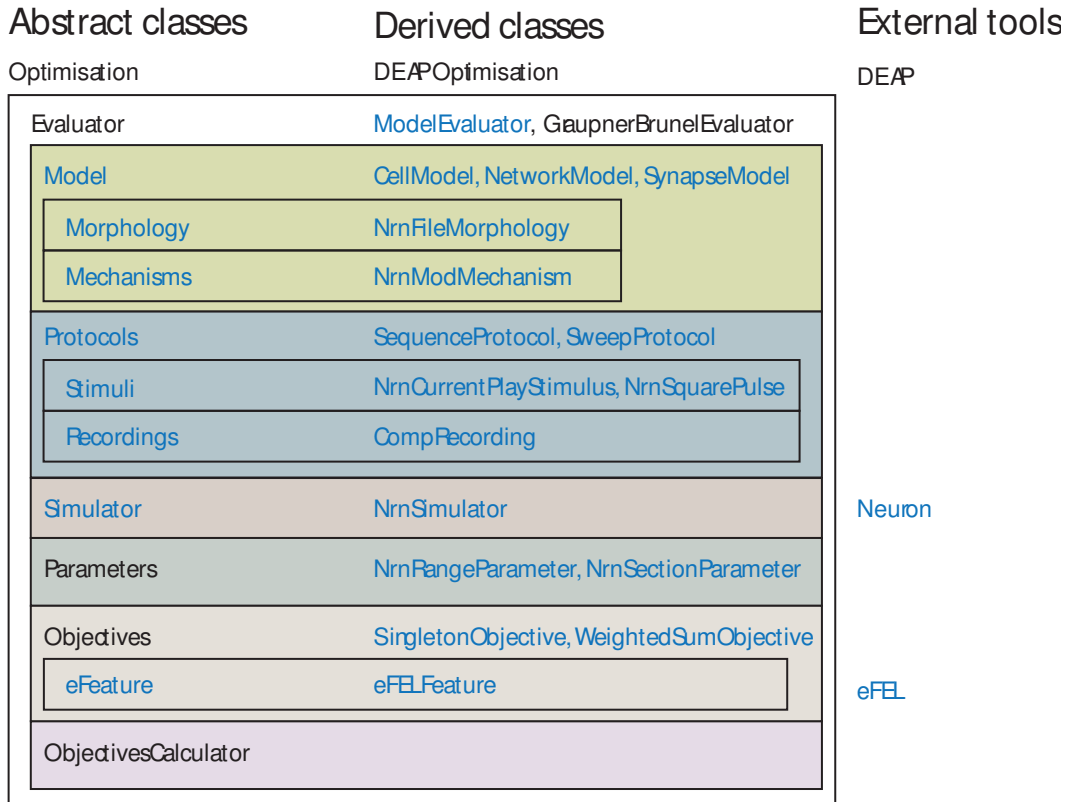 Abstract classes Derived classes External tools
Optimisation DEAPOptimisation DEAP
Evaluator ModelEvaluator, GraupnerBrunelEvaluator
Model CellModel, NetworkModel, SynapseModel
Morphology NrnFileMorphology
Mechanisms NrnModMechanism
Protocols SequenceProtocol, SweepProtocol
Stimuli NrnCurrentPlayStimulus, NrnSquarePulse
Recordings CompRecording
Simulator NrnSimulator Neuron
Parameters NrnRangeParameter, NrnSectionParameter
Objectives SingletonObjective, WeightedSumObjective
eFeature eFELFeature eFEL
ObjectivesCalculator